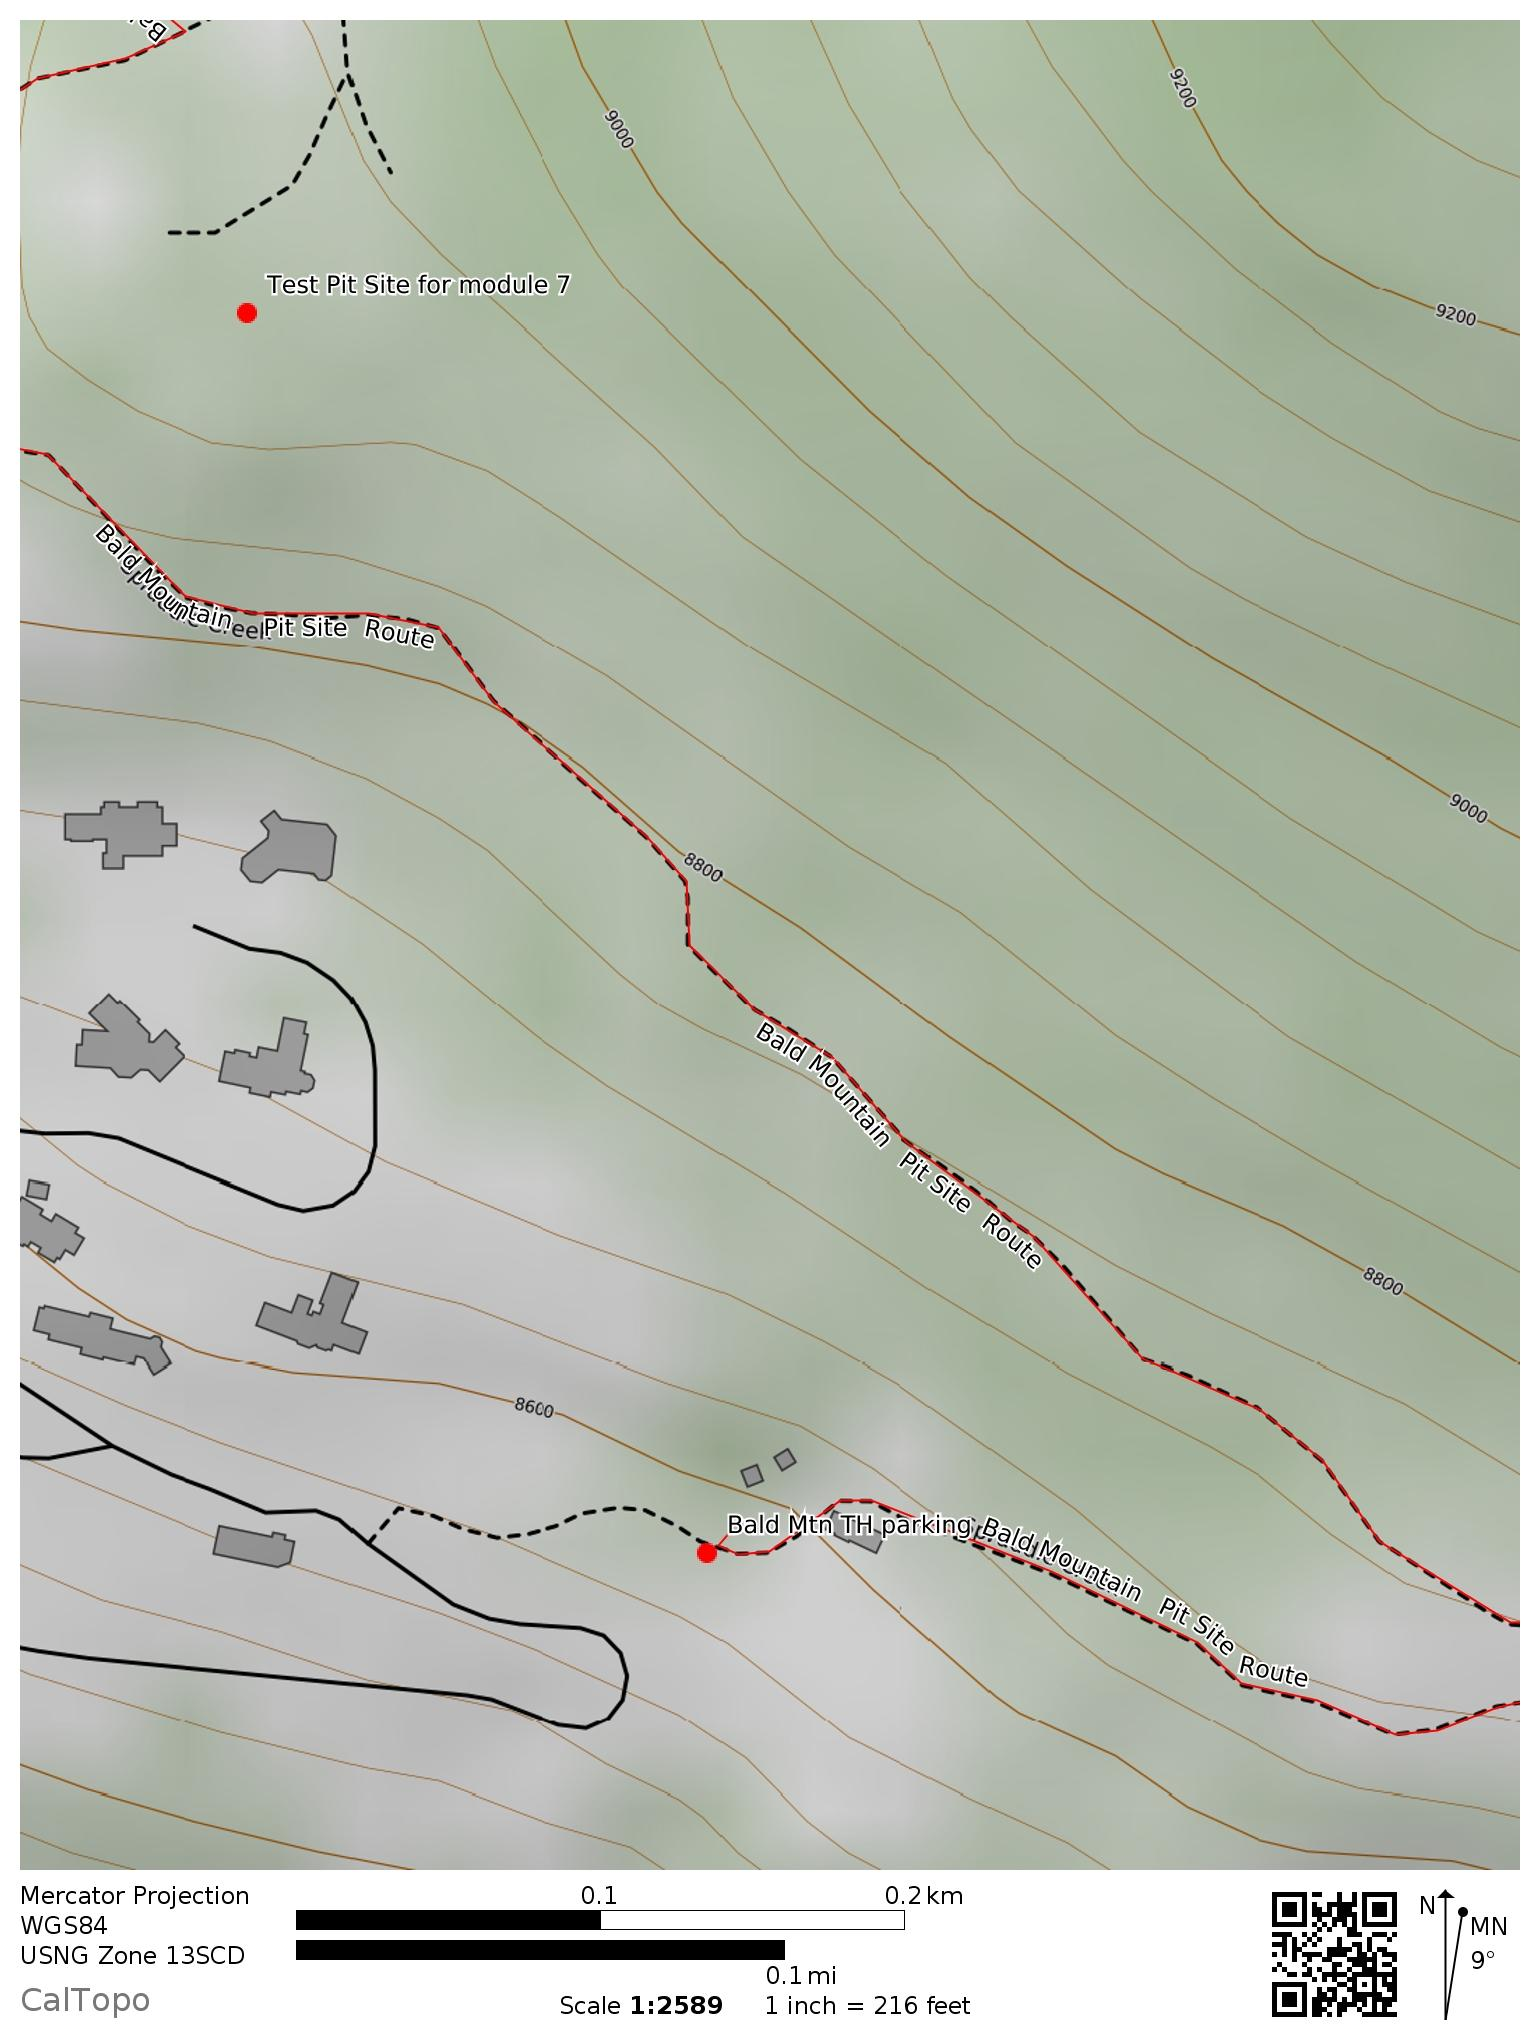 Ba
9000
9200
Test Pit Site for module 7
9200
Bald Mountain Pit Site Route
Creek
9000
8800
Bald Mountain Pit Site Route
8800
8600
Bald Mtn TH parking
Bald Mountain Pit Site Route
Mercator Projection
WGS84
USNG Zone 13SCD
CalTopo
0.1 0.2 km
0.1 mi
Scale 1:2589 1 inch = 216 feet
N
MN
9°